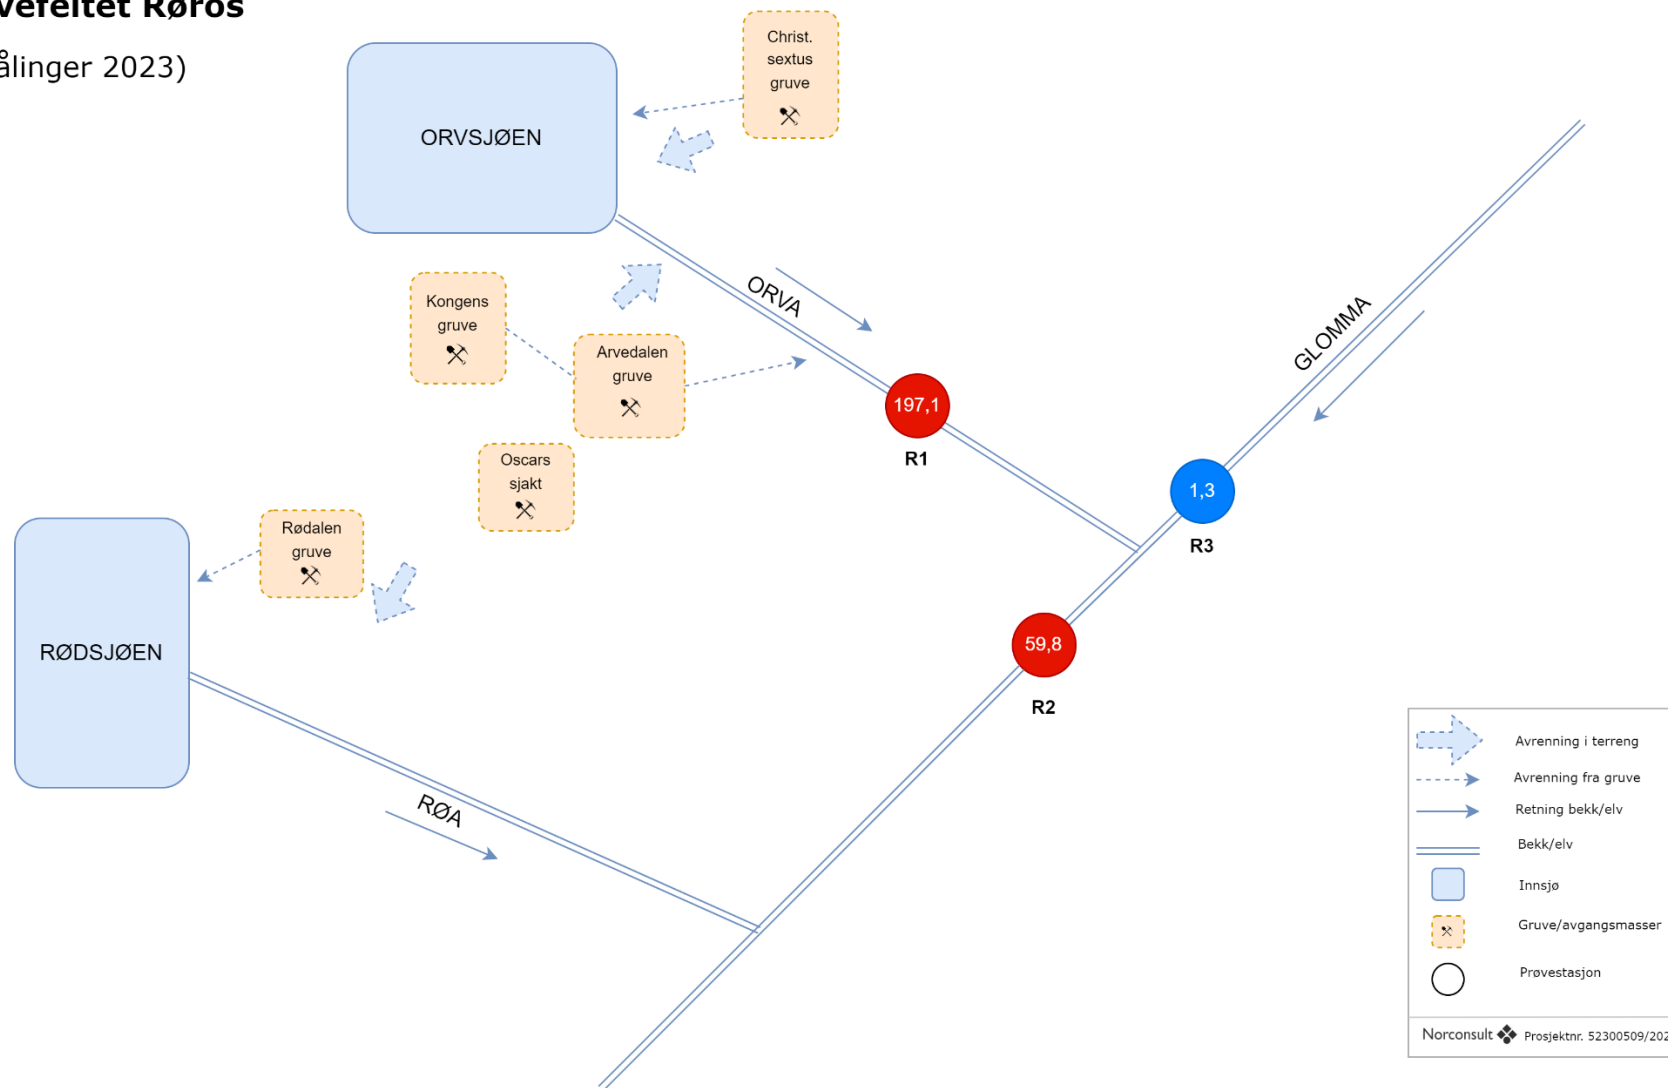 Røros
ålinger 2023)
Christ.
sextus
gruve
ORVSJØEN
Kongens
gruve
Arvedalen
gruve
ORVA
GLOMMA
197,1
R1
Oscars
sjakt
1,3
R3
Rødalen
gruve
59,8
R2
RØDSJØEN
RØA
Avrenning i terreng
Avrenning fra gruve
Retning bekk/elv
Bekk/elv
Innsjø
Gruve/avgangsmasser
Prøvestasjon
Norconsult Prosjektnr. 52300509/202